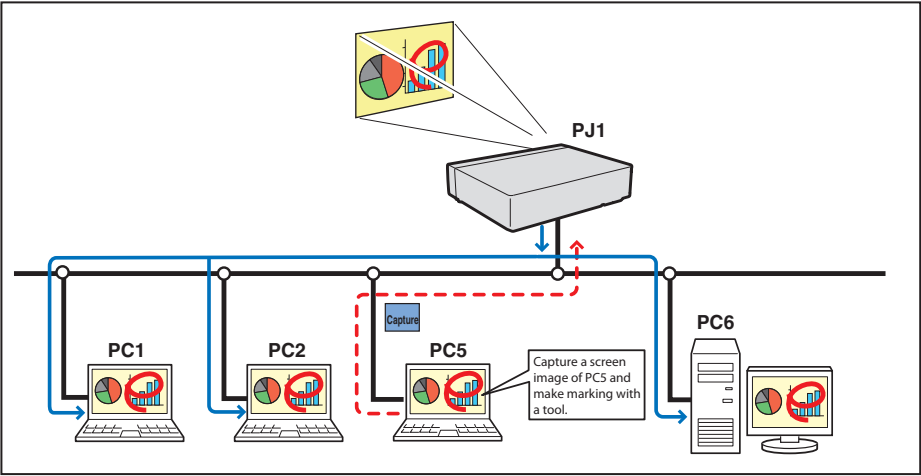 PJ1
Capture
PC1
PC2
PC5
PC6
Capture a screen
image of PC5 and
make marking with
a tool.